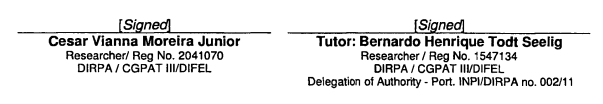 [Signed]
Cesar Vianna Moreira Junior
Researcher/ Reg No. 2041070
DIRPA / CGPAT III/DIFEL
[Signed]
Tutor: Bernardo Henrique Todt Seelig
Researcher / Reg No. 1547134
DIRPA / CGPAT III/DIFEL
Delegation of Authority - Port. INPI/DIRPA no. 002/11